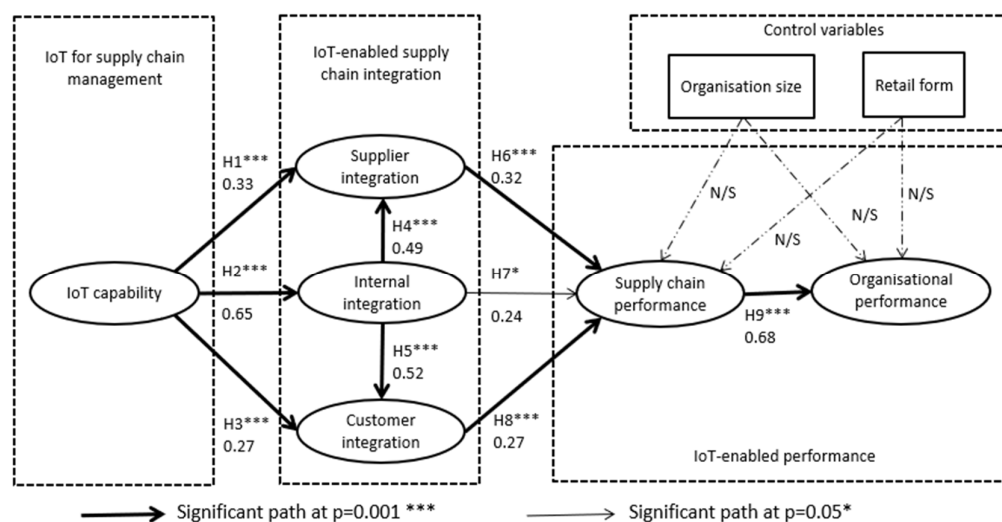 IoT for supply chain
management
IoT-enabled supply
chain integration
Control variables
Organisation size
Retail form
H1***
0.33
Supplier
integration
H6***
0.32
N/S
N/S
N/S
N/S
H4***
0.49
IoT capability
H2***
0.65
Internal
integration
H7*
0.24
Supply chain
performance
H9***
0.68
Organisational
performance
H5***
0.52
H3***
0.27
Customer
integration
H8***
0.27
IoT-enabled performance
Significant path at p=0.001 ***
Significant path at p=0.05*